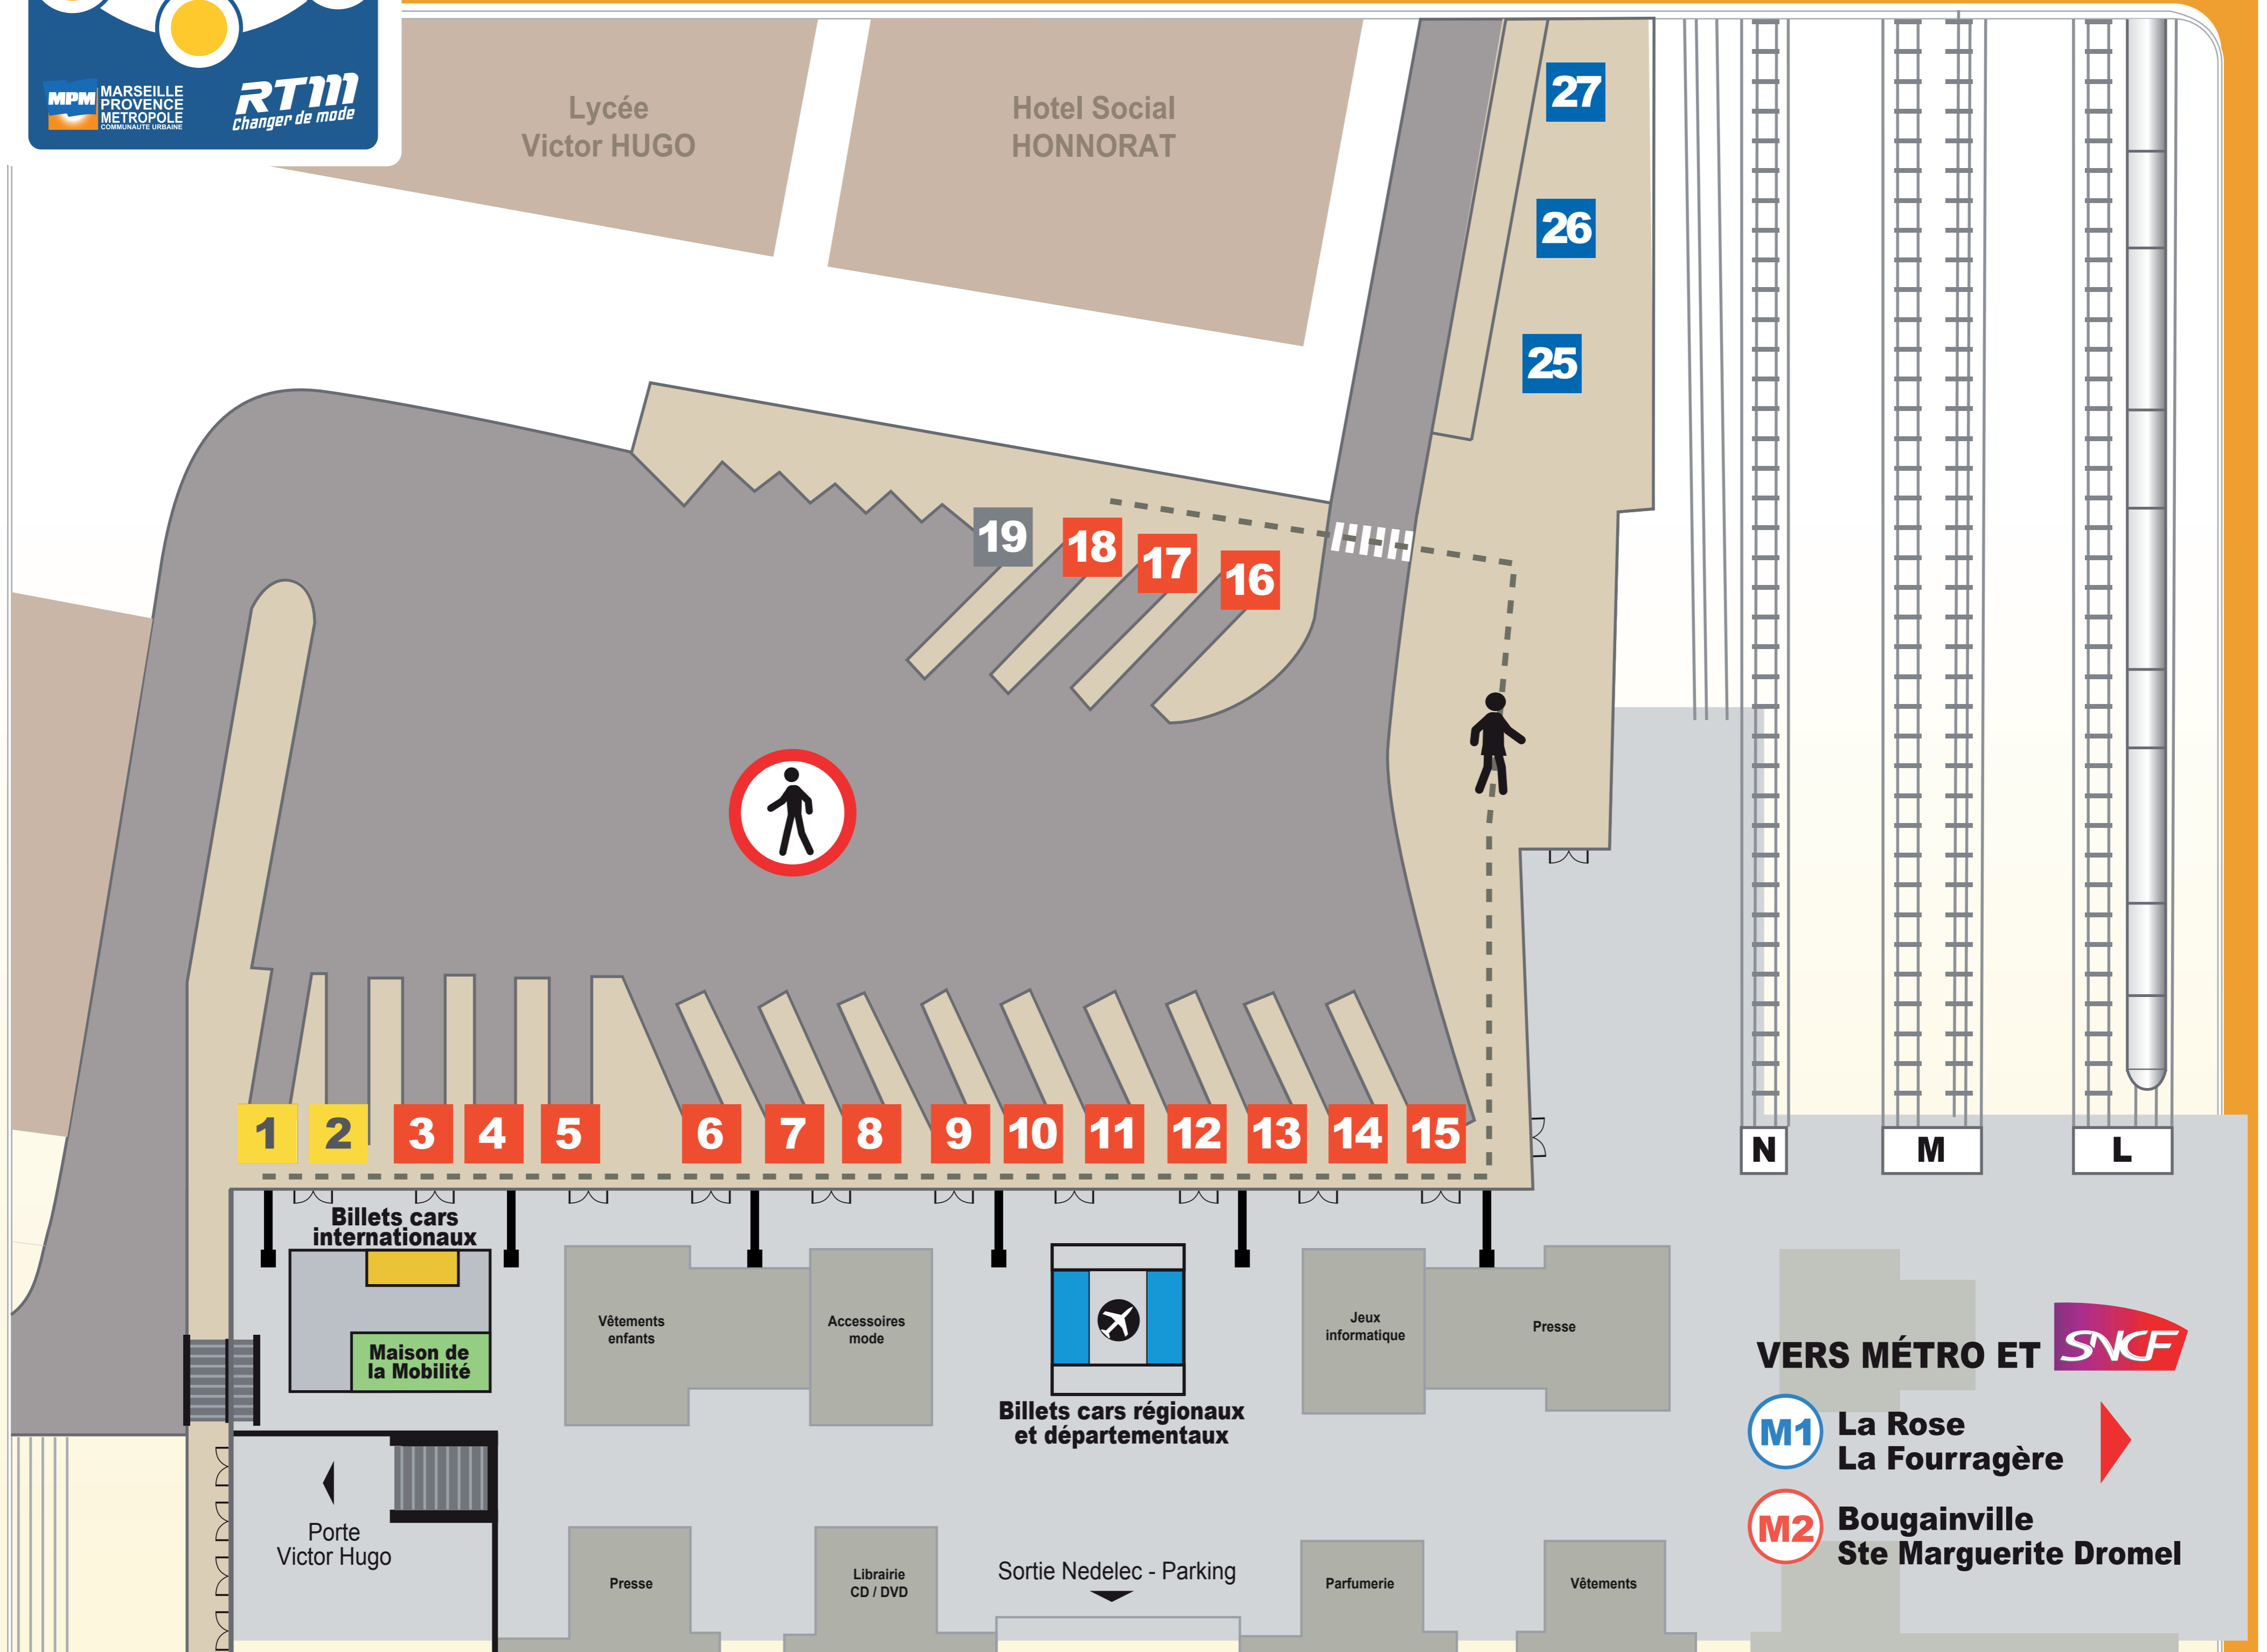 MPM
MARSEILLE
PROVENCE
METROPOLE
COMMUNAUTE URBAINE
RTM
Changer de mode
Lycée
Victor HUGO
Hotel Social
HONNORAT
27
26
25
19
18
17
16
1
2
3
4
5
6
7
8
9
10
11
12
13
14
15
N
M
L
Billets cars
internationaux
Maison de
la Mobilité
Vêtements
enfants
Accessoires
mode
Billets cars régionaux
et départementaux
Jeux
informatique
Presse
VERS MÉTRO ET SNCF
M1
La Rose
La Fourragère
M2
Bougainville
Ste Marguerite Dromel
Porte
Victor Hugo
Presse
Librairie
CD / DVD
Sortie Nedelec - Parking
Parfumerie
Vêtements